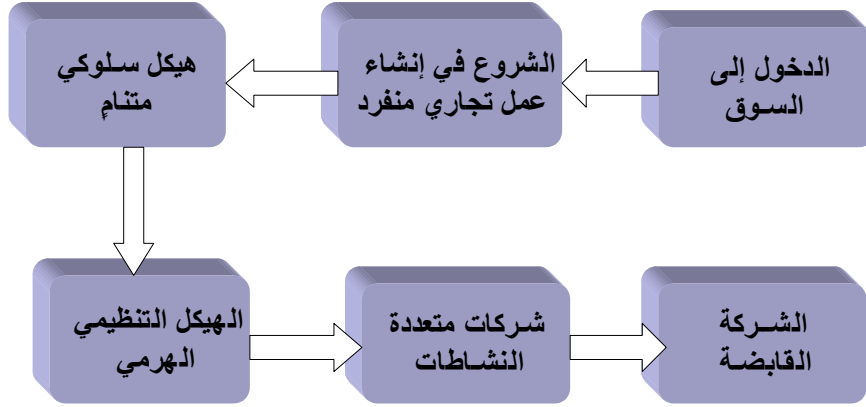 الدخول إلى
السوق
الشروع في إنشاء
عمل تجاري منفرد
هيكل سلوكي
متنامٍ
الهيكل التنظيمي
الهرمي
شركات متعددة
النشاطات
الشركة
القابضة